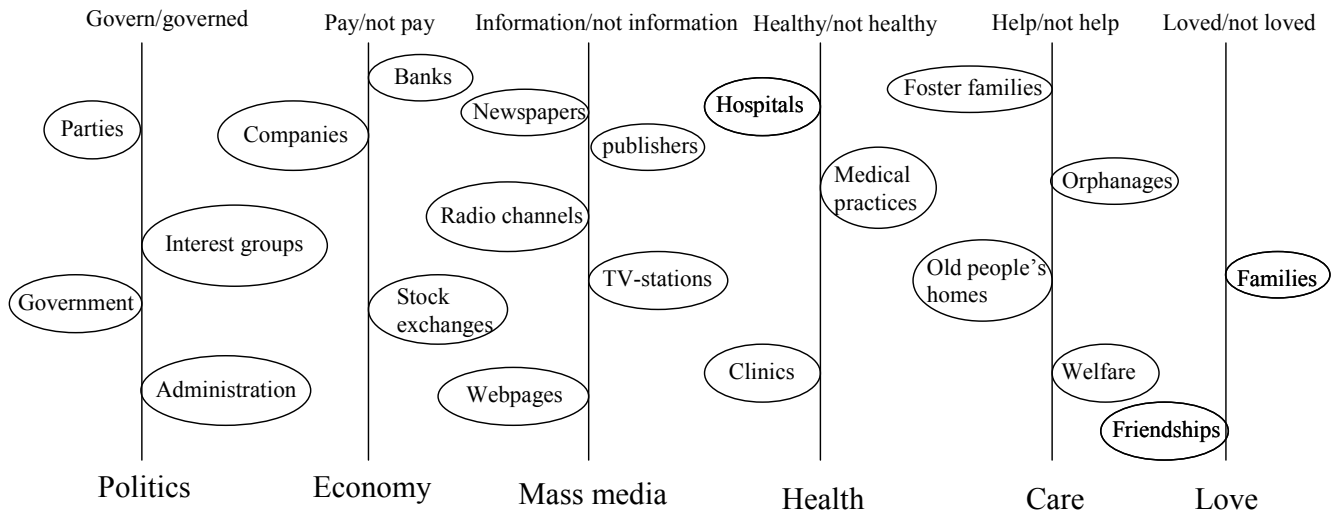 Govern/governed
Pay/not pay
Information/not information
Healthy/not healthy
Help/not help
Loved/not loved
Parties
Interest groups
Government
Administration
Politics
Banks
Companies
Stock
exchanges
Economy
Newspapers
publishers
Radio channels
TV-stations
Webpages
Mass media
Hospitals
Medical
practices
Clinics
Health
Foster families
Orphanages
Old people’s
homes
Welfare
Care
Families
Friendships
Love